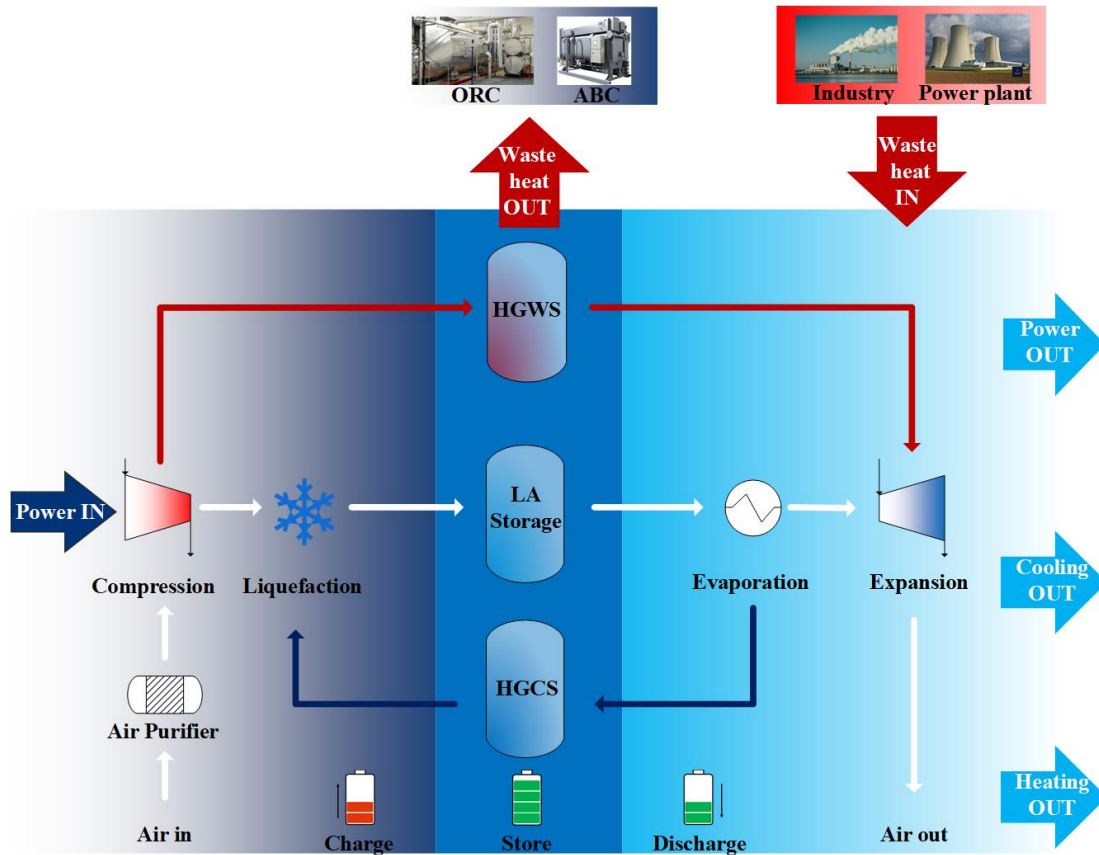 ORC
ABC
Industry
Power plant
Waste
heat
OUT
Waste
heat
IN
HGWS
Power
OUT
Power IN
LA
Storage
Compression
Liquefaction
Evaporation
Expansion
Cooling
OUT
HGCS
Air Purifier
Heating
OUT
Air in
Charge
Store
Discharge
Air out